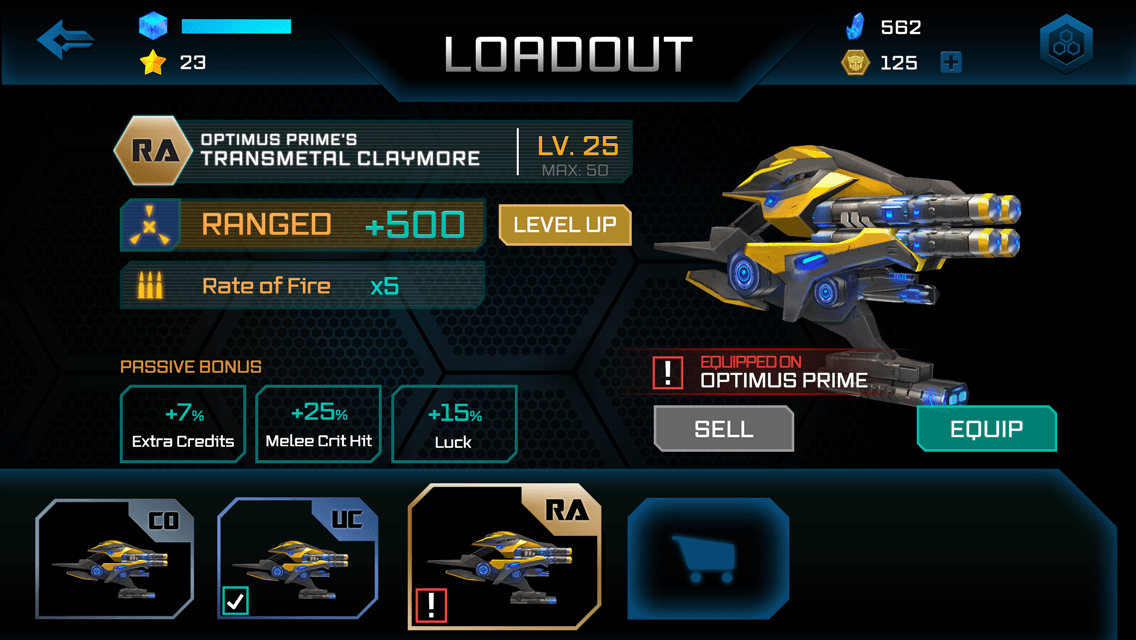 LOADOUT
23
562
125
RA
OPTIMUS PRIME'S
TRANSMETAL CLAYMORE
LV. 25
MAX: 50
RANGED +500
LEVEL UP
Rate of Fire x5
PASSIVE BONUS
+7%
Extra Credits
+25%
Melee Crit Hit
+15%
Luck
!
EQUIPPED ON
OPTIMUS PRIME
SELL
EQUIP
CO
UC
RA
!